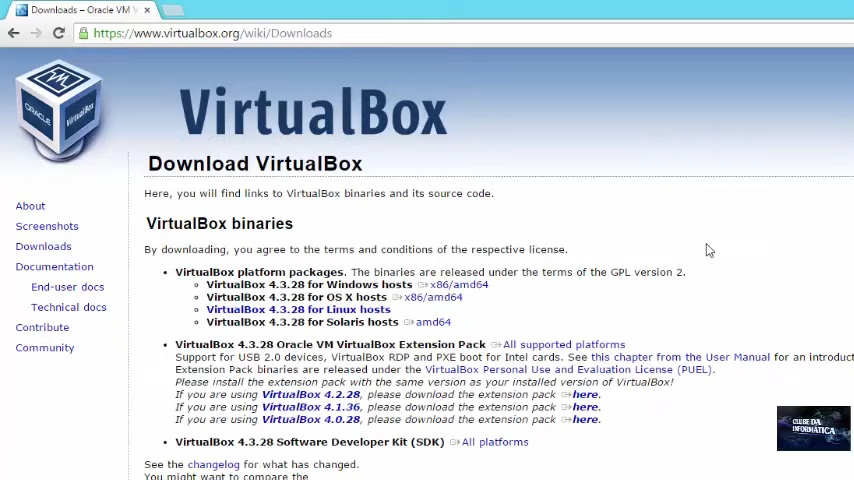 Downloads – Oracle VM V
https://www.virtualbox.org/wiki/Downloads
ORACLE
VirtualBox
VirtualBox
Download VirtualBox
Here, you will find links to VirtualBox binaries and its source code.
About
Screenshots
Downloads
Documentation
End-user docs
Technical docs
Contribute
Community
VirtualBox binaries
By downloading, you agree to the terms and conditions of the respective license.
• VirtualBox platform packages. The binaries are released under the terms of the GPL version 2.
VirtualBox 4.3.28 for Windows hosts x86/amd64
VirtualBox 4.3.28 for OS X hosts x86/amd64
VirtualBox 4.3.28 for Linux hosts
VirtualBox 4.3.28 for Solaris hosts amd64
• VirtualBox 4.3.28 Oracle VM VirtualBox Extension Pack All supported platforms
Support for USB 2.0 devices, VirtualBox RDP and PXE boot for Intel cards. See this chapter from the User Manual for an introduct
Extension Pack binaries are released under the VirtualBox Personal Use and Evaluation License (PUEL).
Please install the extension pack with the same version as your installed version of VirtualBox!
If you are using VirtualBox 4.2.28, please download the extension pack here.
If you are using VirtualBox 4.1.36, please download the extension pack here.
If you are using VirtualBox 4.0.28, please download the extension pack here.
• VirtualBox 4.3.28 Software Developer Kit (SDK) All platforms
See the changelog for what has changed.
You might want to compare the
CLUBE DA
INFORMÁTICA